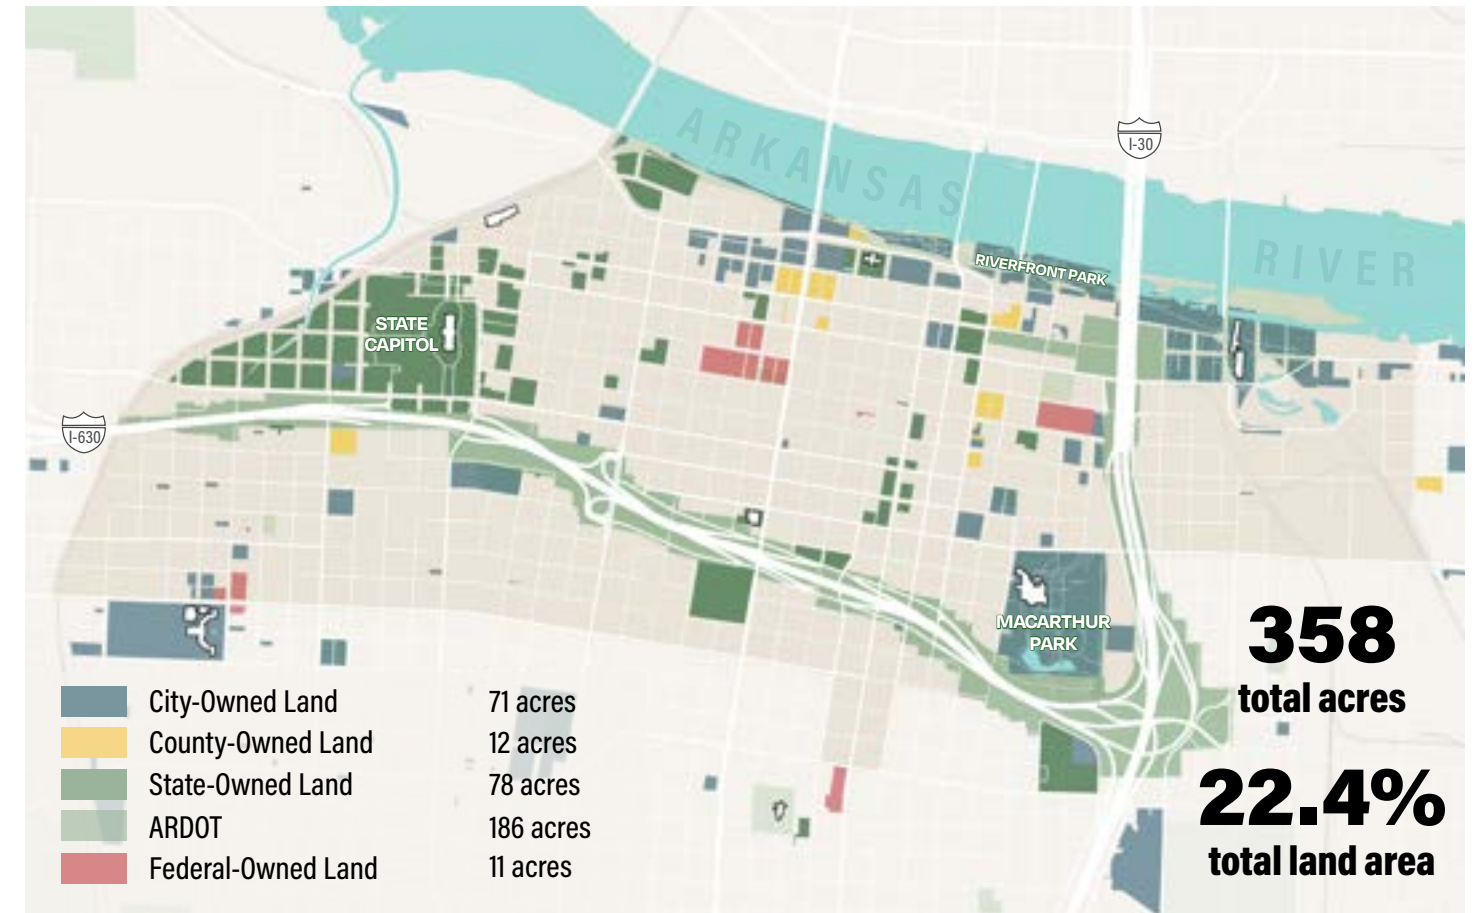 ARKANSAS
RIVER
I-30
RIVERFRONT PARK
STATE
CAPITOL
I-630
MACARTHUR
PARK
358
total acres
22.4%
total land area
City-Owned Land 71 acres
County-Owned Land 12 acres
State-Owned Land 78 acres
ARDOT 186 acres
Federal-Owned Land 11 acres